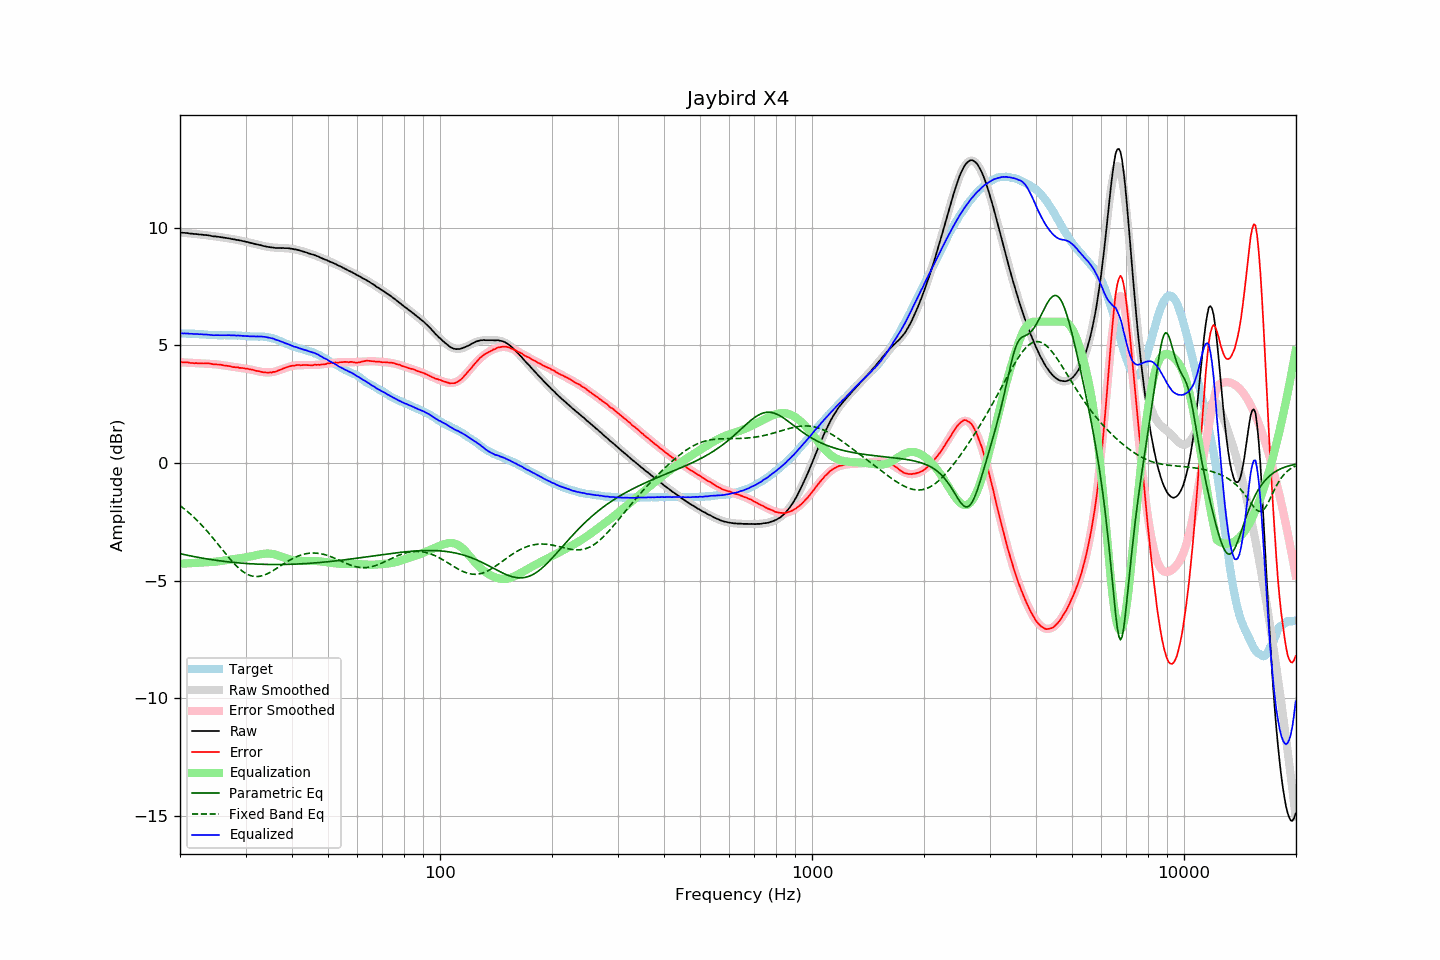 Jaybird X4
Amplitude (dBr)
10
5
0
−5
−10
−15
Target
Raw Smoothed
Error Smoothed
Raw
Error
Equalization
Parametric Eq
Fixed Band Eq
Equalized
100
1000
10000
Frequency (Hz)